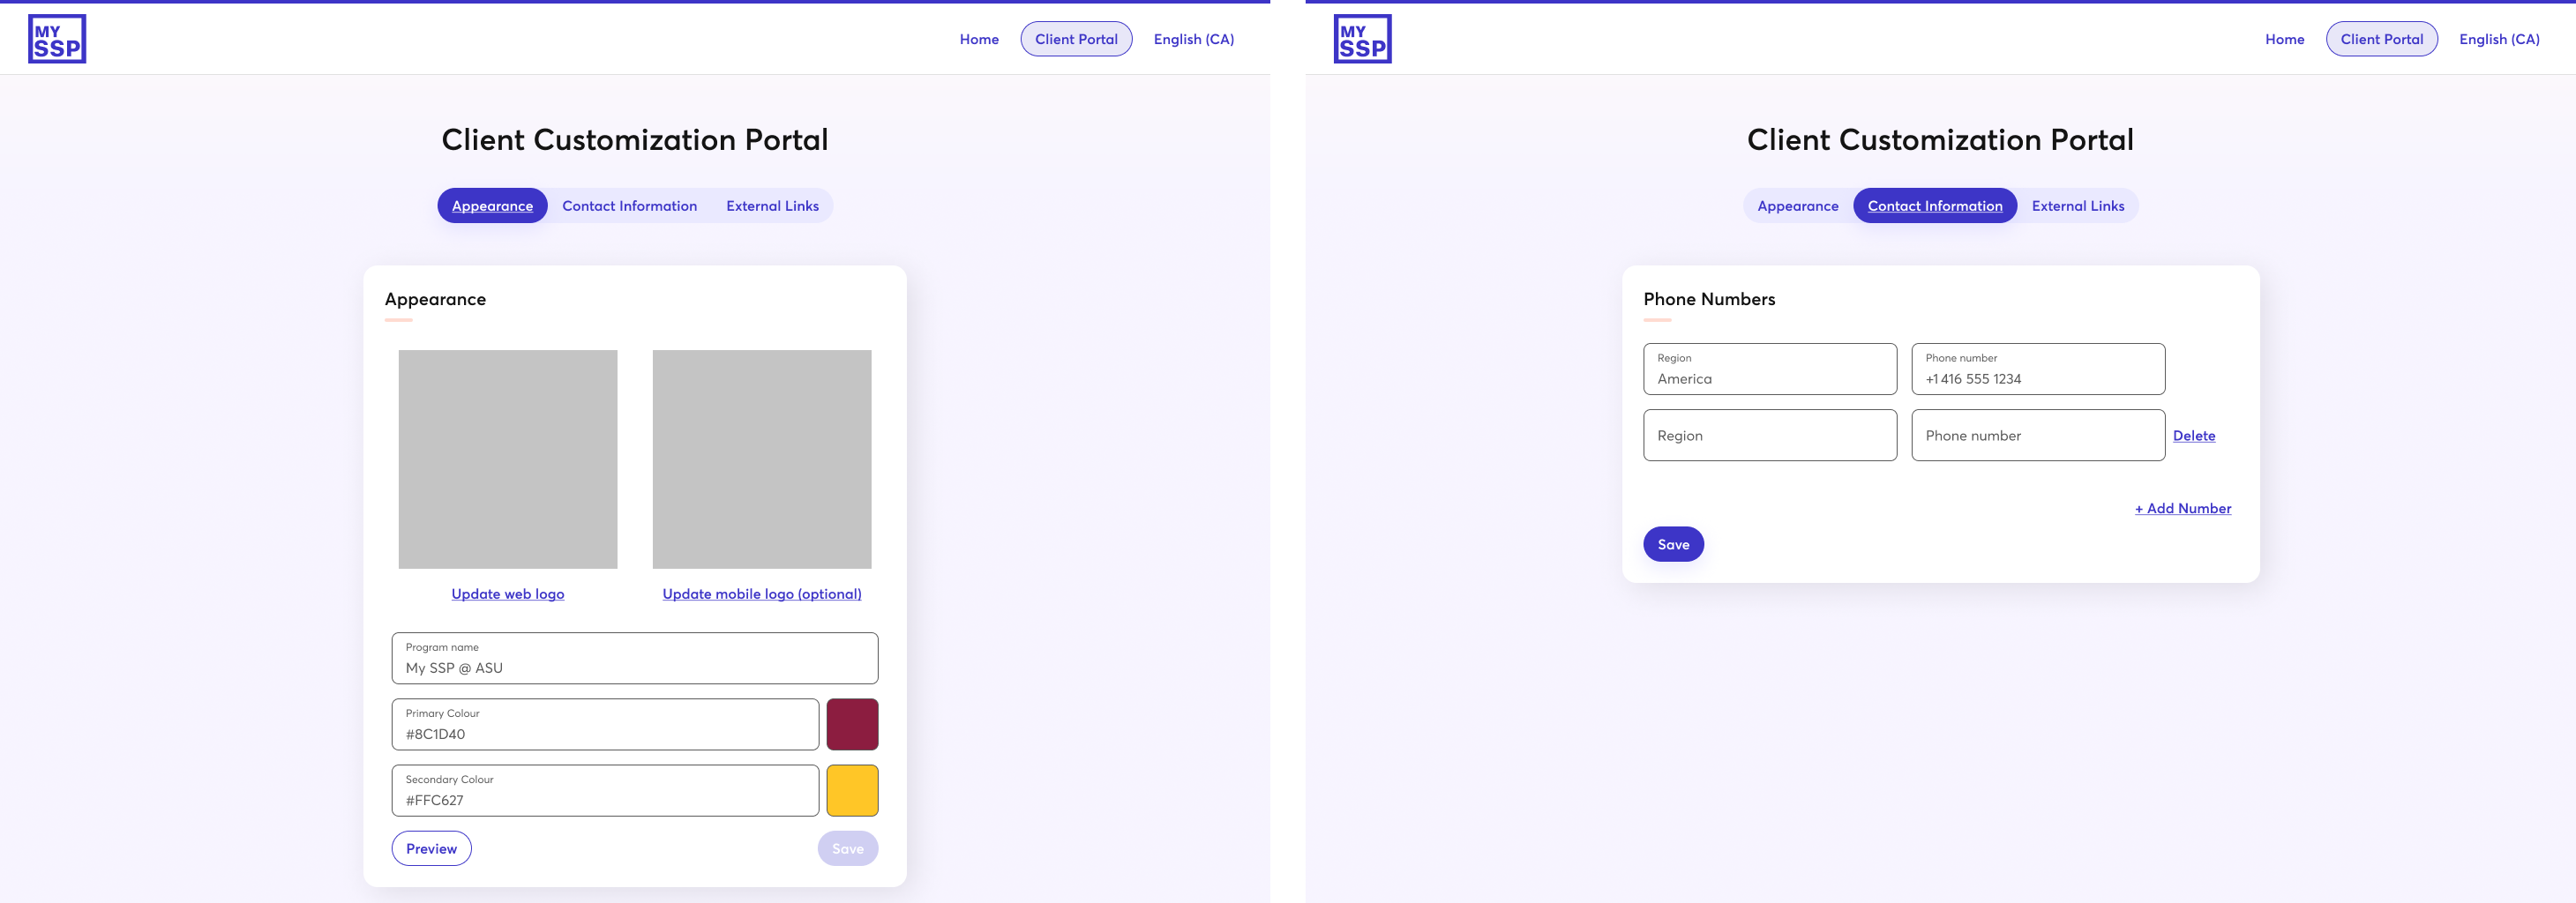 MY
SSP
Home
Client Portal
English (CA)
Client Customization Portal
Appearance
Contact Information
External Links
Appearance
Update web logo
Update mobile logo (optional)
Program name
My SSP @ ASU
Primary Colour
#8C1D40
Secondary Colour
#FFC627
Preview
Save
MY
SSP
Home
Client Portal
English (CA)
Client Customization Portal
Appearance
Contact Information
External Links
Phone Numbers
Region
America
Phone number
+1 416 555 1234
Region
Phone number
Delete
+ Add Number
Save